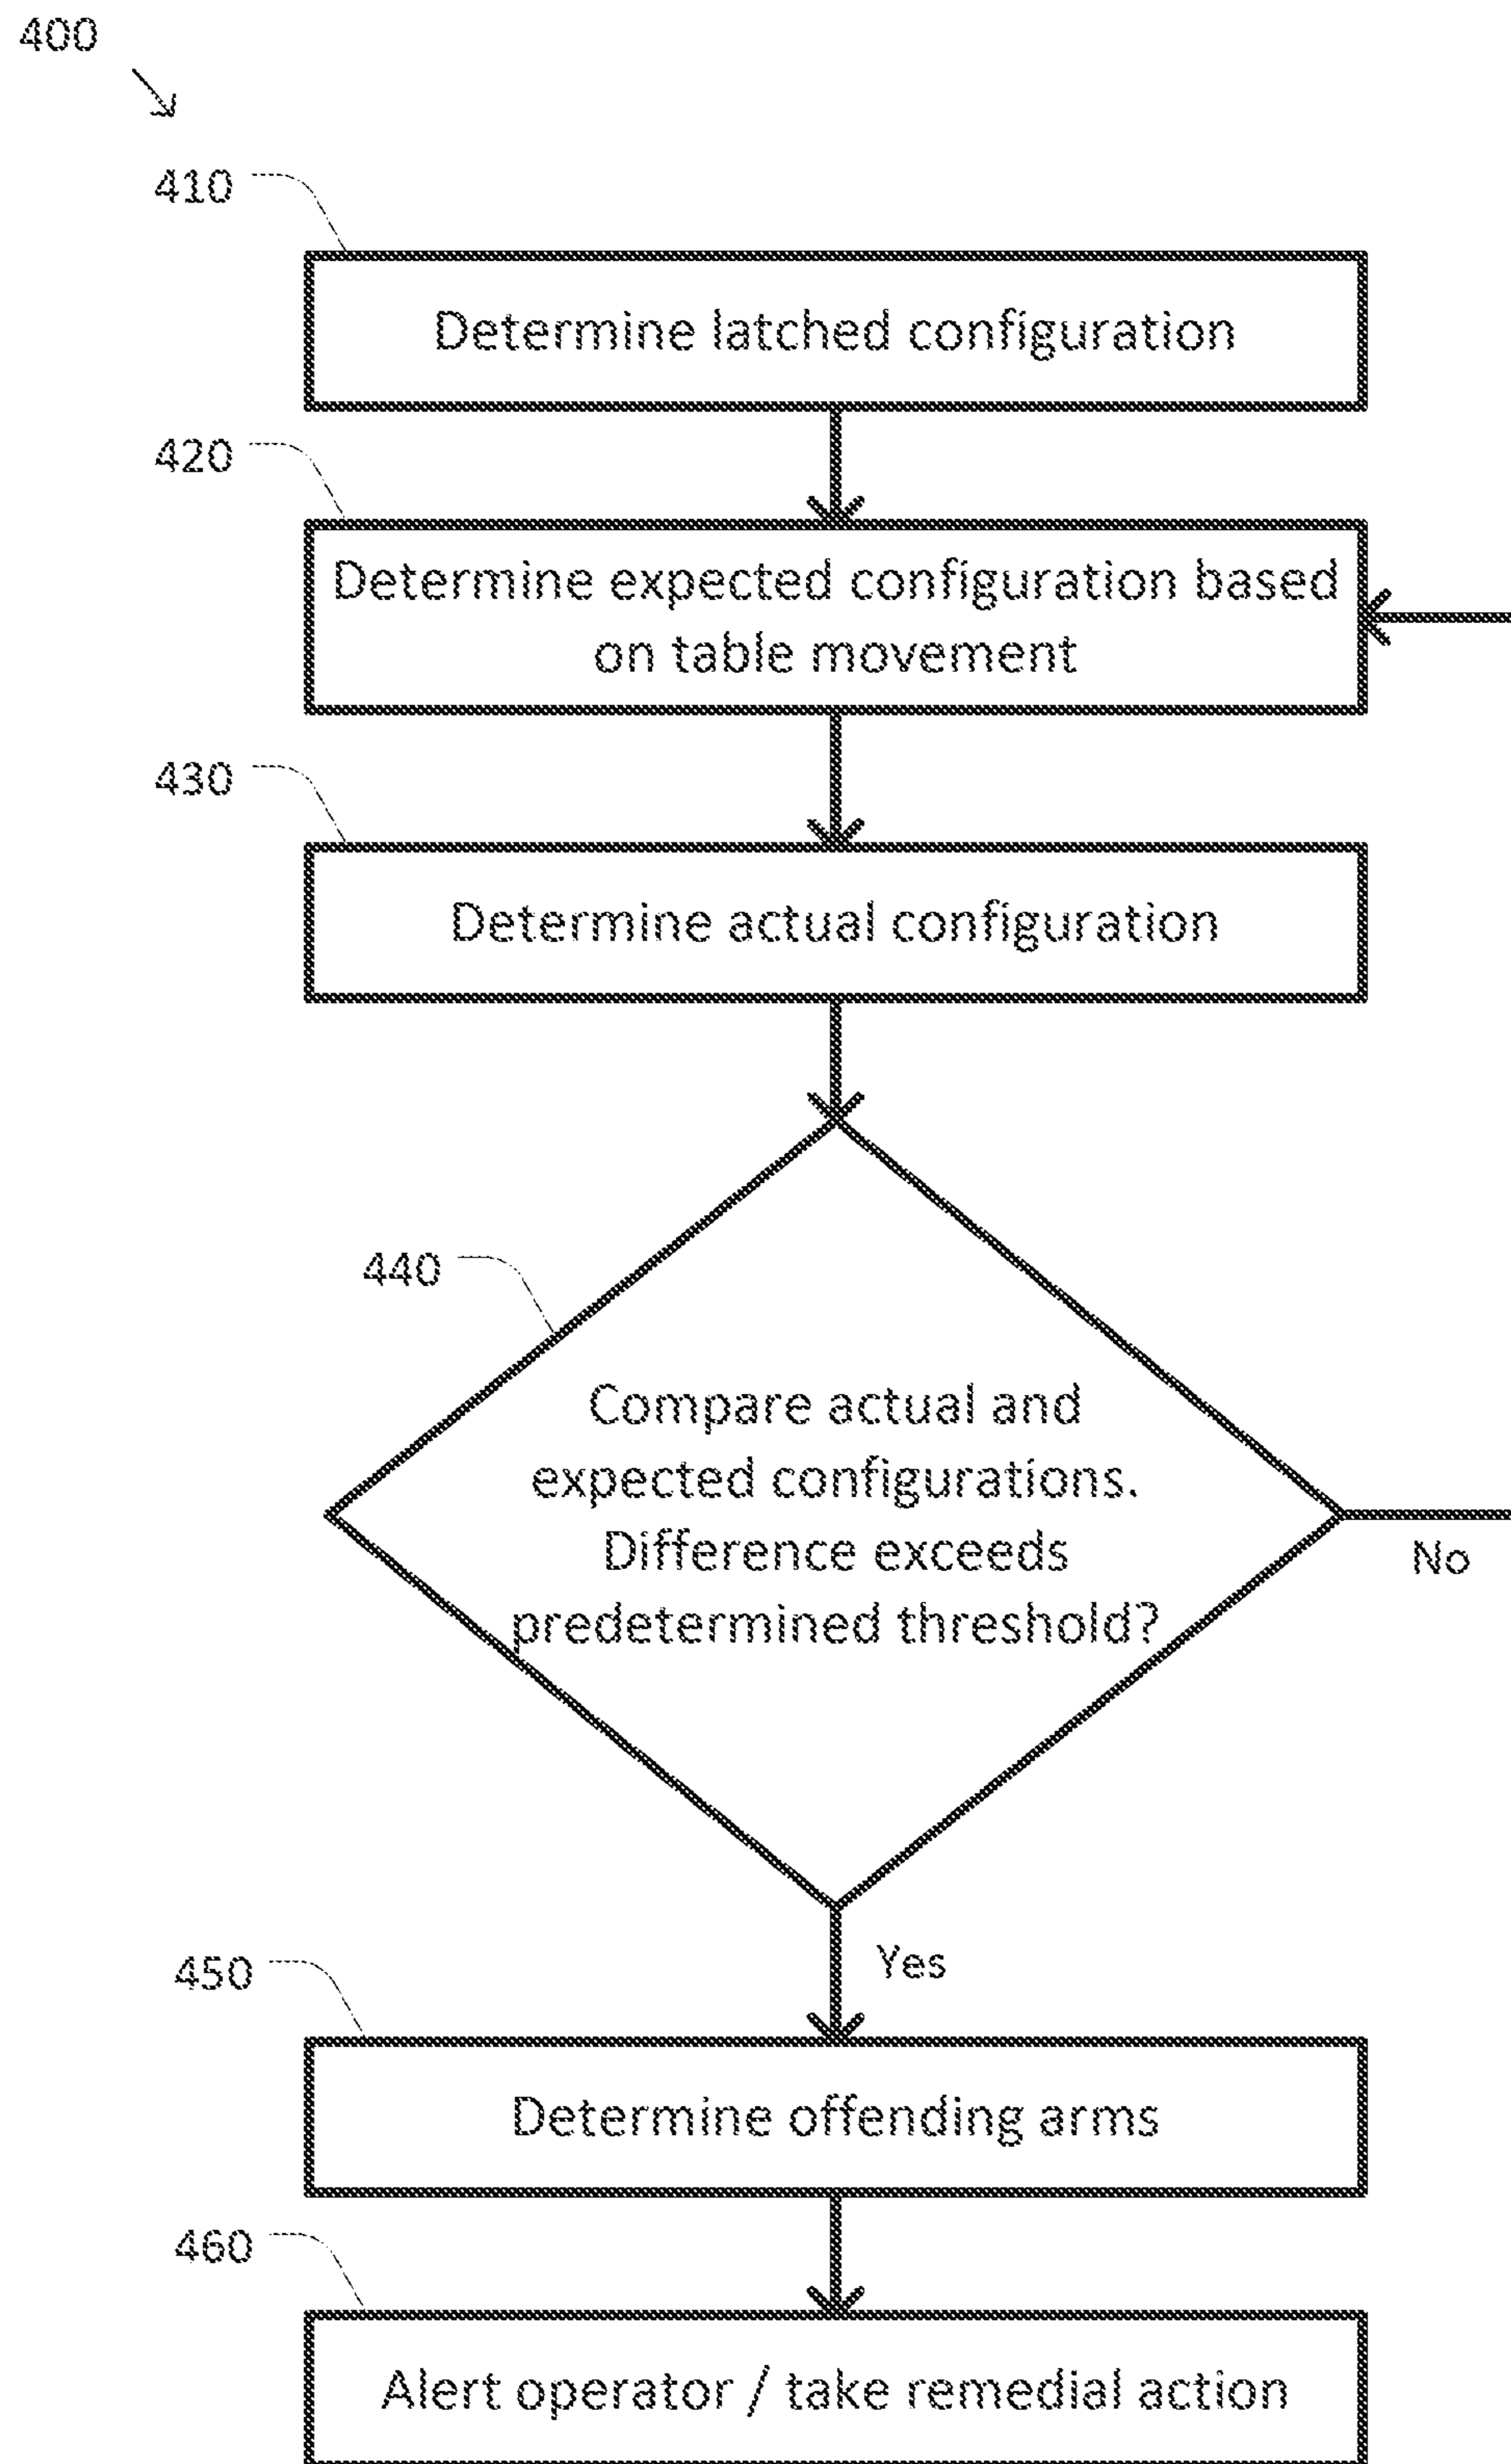 400
410
Determine latched configuration
420
Determine expected configuration based
on table movement
430
Determine actual configuration
440
Compare actual and
expected configurations.
Difference exceeds
predetermined threshold?
No
Yes
450
Determine offending arms
460
Alert operator / take remedial action